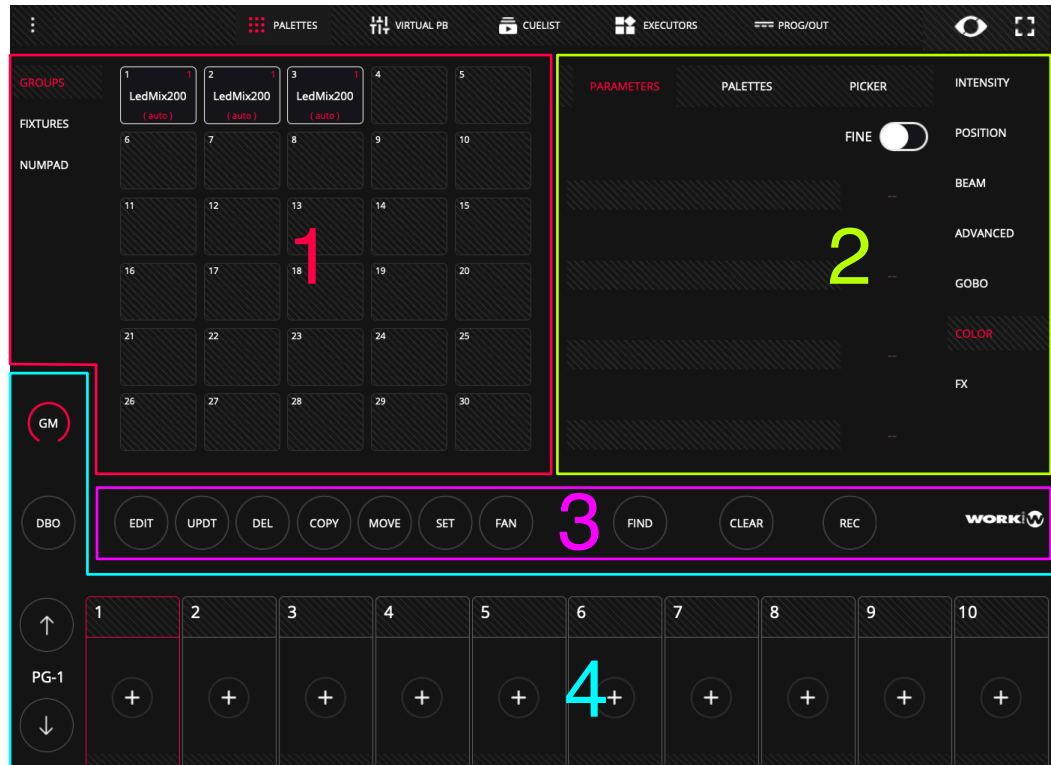 PALETTES VIRTUAL PB CUELIST EXECUTORS PROG/OUT
GROUPS
FIXTURES
NUMPAD
1 1 2 1 3 1 4 5
LedMix200 LedMix200 LedMix200
(auto) (auto) (auto)
6 7 8 9 10
11 12 13 14 15
16 17 18 19 20
21 22 23 24 25
26 27 28 29 30
1
PARAMETERS PALETTES PICKER
FINE
--
--
--
--
2
INTENSITY
POSITION
BEAM
ADVANCED
GOBO
COLOR
FX
GM
DBO
EDIT UPDT DEL COPY MOVE SET FAN 3 FIND CLEAR REC WORK
PG-1
1 2 3 4 5 6 7 8 9 10
+ + + + + + + + + +
4